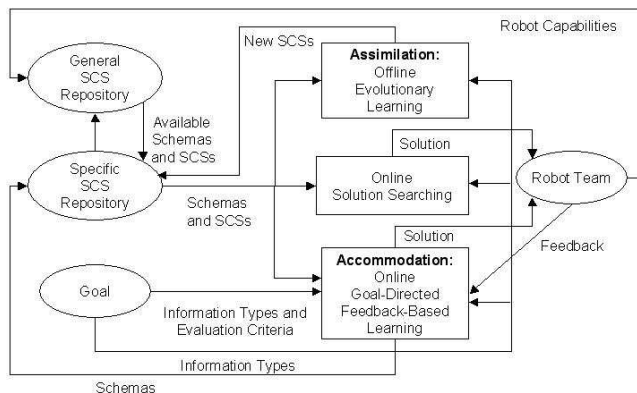 Robot Capabilities
New SCSs
Assimilation:
Offline
Evolutionary
Learning
General
SCS
Repository
Available
Schemas
and SCSs
Solution
Specific
SCS
Repository
Schemas
and SCSs
Online
Solution Searching
Robot Team
Solution
Feedback
Accommodation:
Online
Goal-Directed
Feedback-Based
Learning
Goal
Information Types and
Evaluation Criteria
Information Types
Schemas